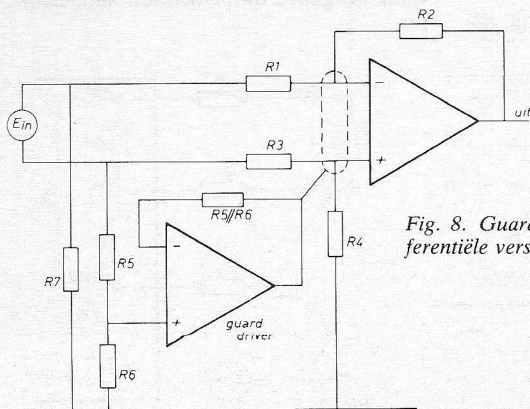 R2
R1
−
Ein
uit
R3
+
R5//R6
Fig. 8. Guard
ferentiële vers
R4
−
R7
R5
+
guard
driver
R6